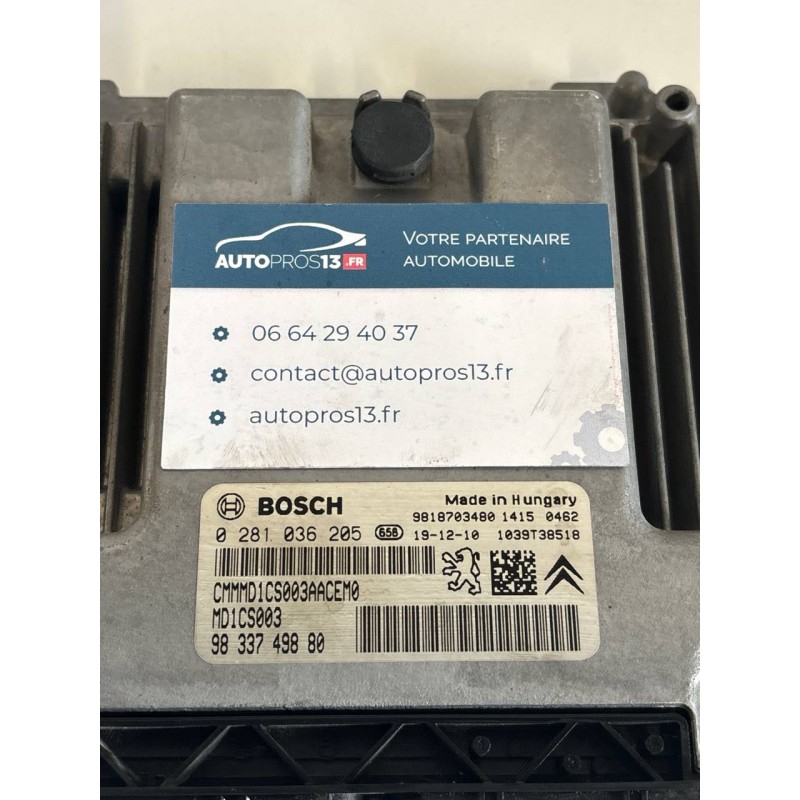 AUTOPROS13.FR
VOTRE PARTENAIRE
AUTOMOBILE
06 64 29 40 37
contact@autopros13.fr
autopros13.fr
BOSCH
Made in Hungary
9818703480 1415 0462
0 281 036 205 65B 19-12-10 1039T38518
CMMMD1CS003AACEM0
MD1CS003
98 337 498 80